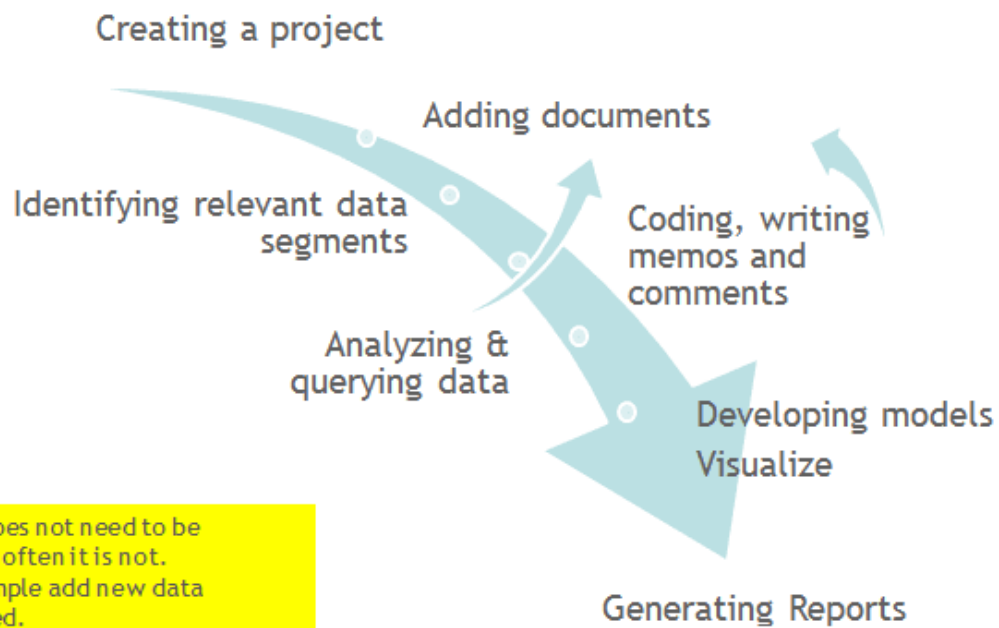 Creating a project
Adding documents
Identifying relevant data
segments
Coding, writing
memos and
comments
Analyzing &
querying data
Developing models
Visualize
does not need to be
often it is not.
add new data
Generating Reports